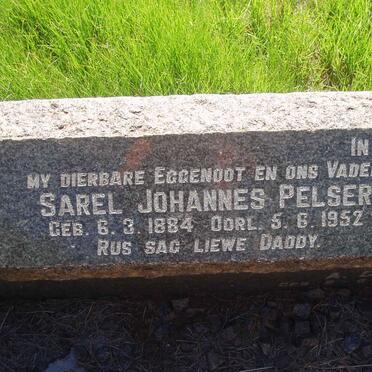 IN
MY DIERBARE EGGENOOT EN ONS VADER
SAREL JOHANNES PELSER
GEB. 6.3.1884 OORL. 5.6.1952
RUS SAG LIEWE DADDY.